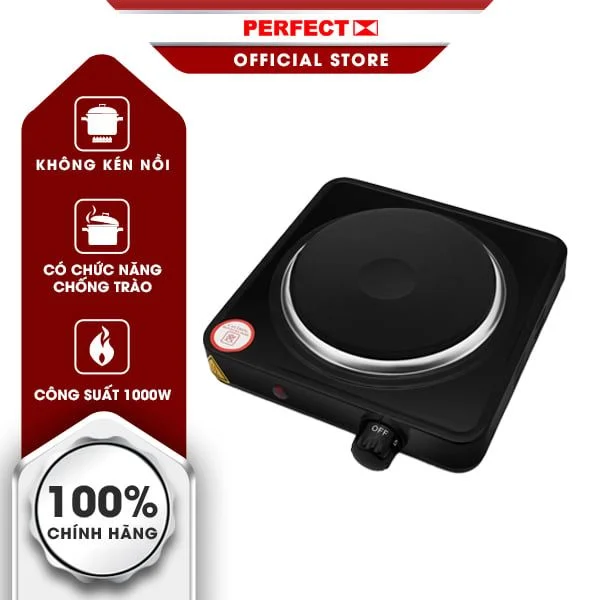 PERFECT
OFFICIAL STORE
KHÔNG KÉN NỒI
CÓ CHỨC NĂNG
CHỐNG TRÀO
CÔNG SUẤT 1000W
100%
CHÍNH HÃNG
OFF